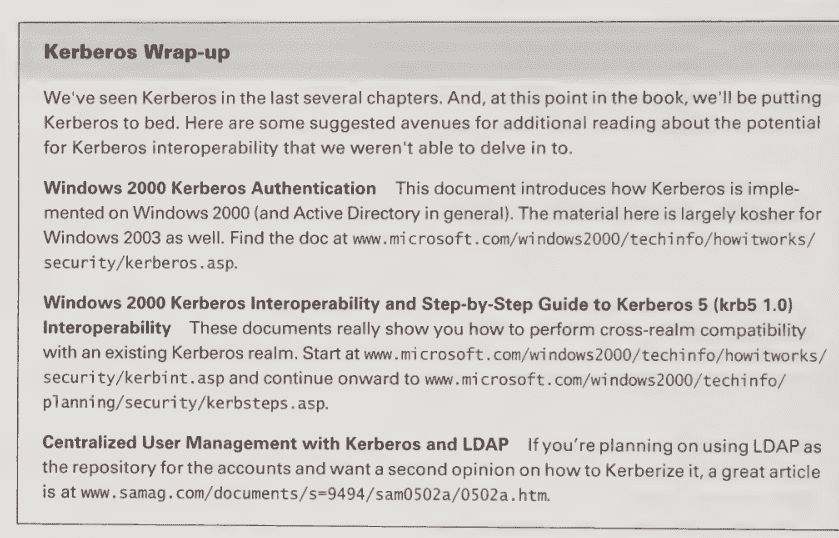 Kerberos Wrap-up
We've seen Kerberos in the last several chapters. And, at this point in the book, we'll be putting
Kerberos to bed. Here are some suggested avenues for additional reading about the potential
for Kerberos interoperability that we weren't able to delve in to.
Windows 2000 Kerberos Authentication This document introduces how Kerberos is imple-
mented on Windows 2000 (and Active Directory in general). The material here is largely kosher for
Windows 2003 as well. Find the doc at www.microsoft.com/windows2000/techinfo/howitworks/
security/kerberos.asp.
Windows 2000 Kerberos Interoperability and Step-by-Step Guide to Kerberos 5 (krb5 1.0)
Interoperability These documents really show you how to perform cross-realm compatibility
with an existing Kerberos realm. Start at www.microsoft.com/windows2000/techinfo/howitworks/
security/kerbint.asp and continue onward to www.microsoft.com/windows2000/techinfo/
planning/security/kerbsteps.asp.
Centralized User Management with Kerberos and LDAP If you're planning on using LDAP as
the repository for the accounts and want a second opinion on how to Kerberize it, a great article
is at www.samag.com/documents/s=9494/sam0502a/0502a.htm.